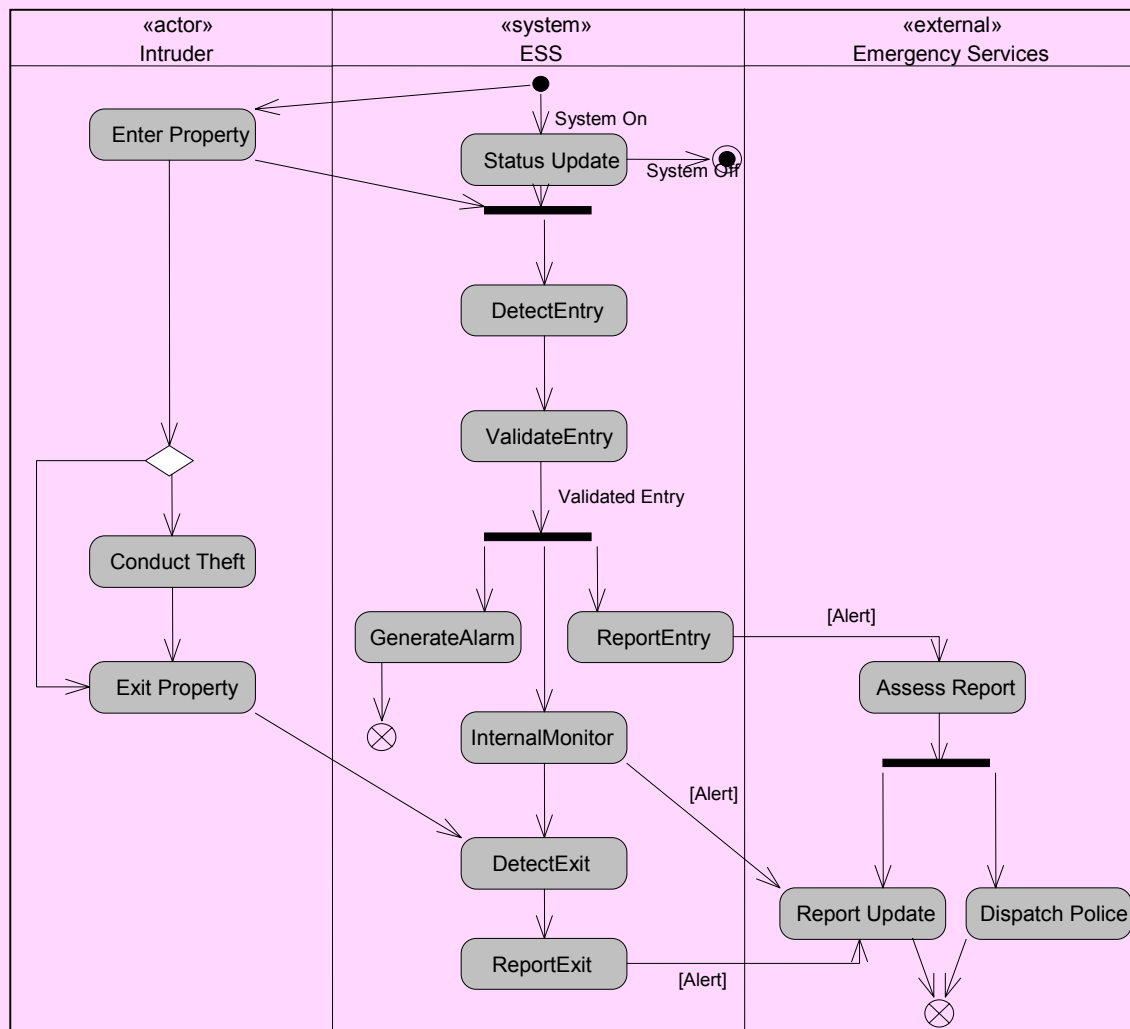 «actor»
Intruder
«system»
ESS
«external»
Emergency Services
Enter Property
System On
Status Update
System Off
DetectEntry
ValidateEntry
Validated Entry
Conduct Theft
GenerateAlarm
ReportEntry
[Alert]
Exit Property
Assess Report
InternalMonitor
[Alert]
DetectExit
Report Update
Dispatch Police
ReportExit
[Alert]